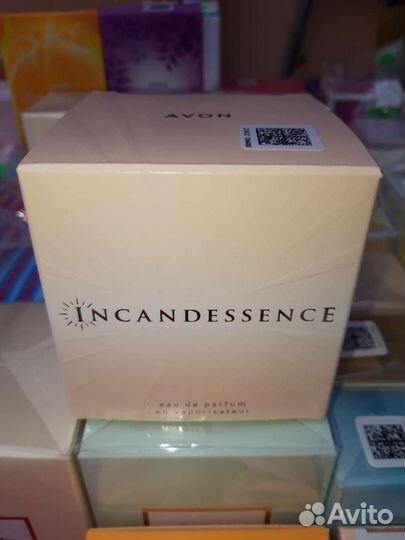 AVON
INCANDESSENCE
eau de parfum
en vaporisateur
Avito